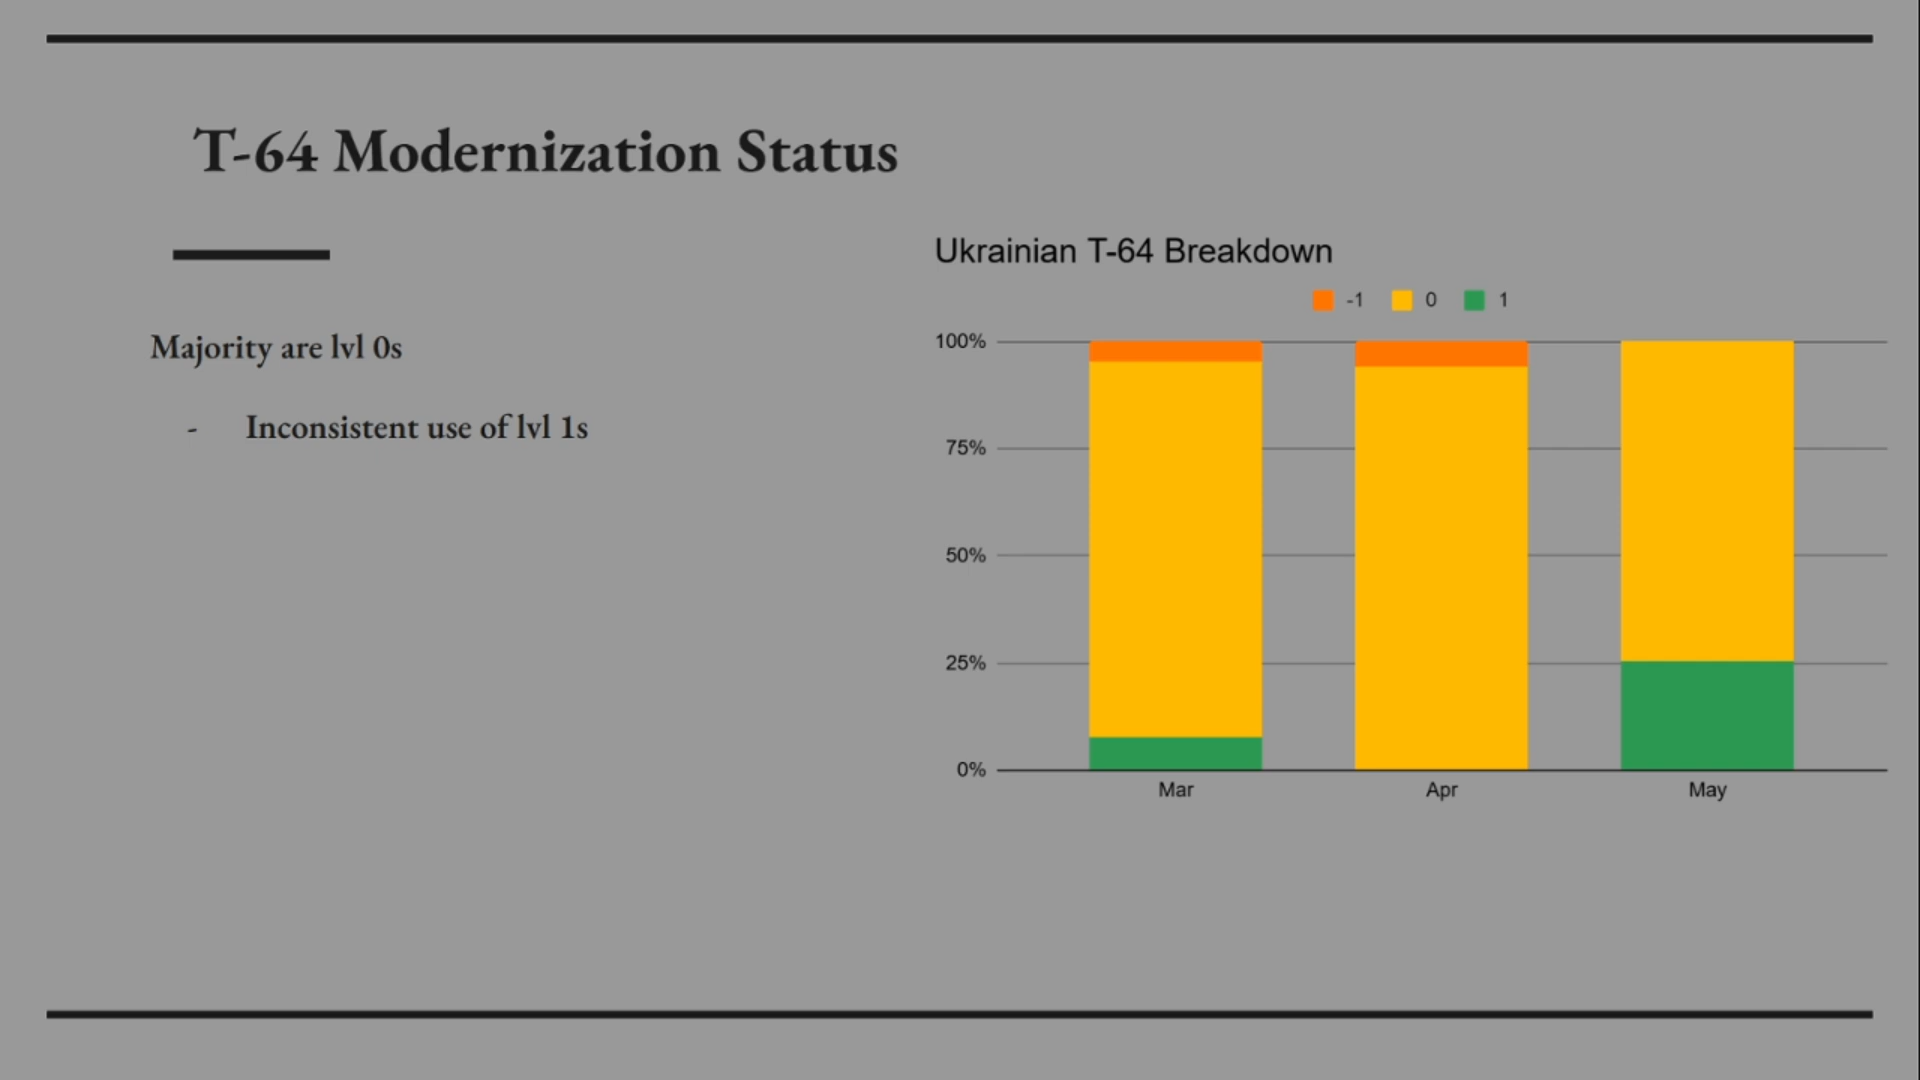 T-64 Modernization Status
Majority are lvl 0s
- Inconsistent use of lvl 1s
Ukrainian T-64 Breakdown
-1 0 1
100%
75%
50%
25%
0%
Mar Apr May